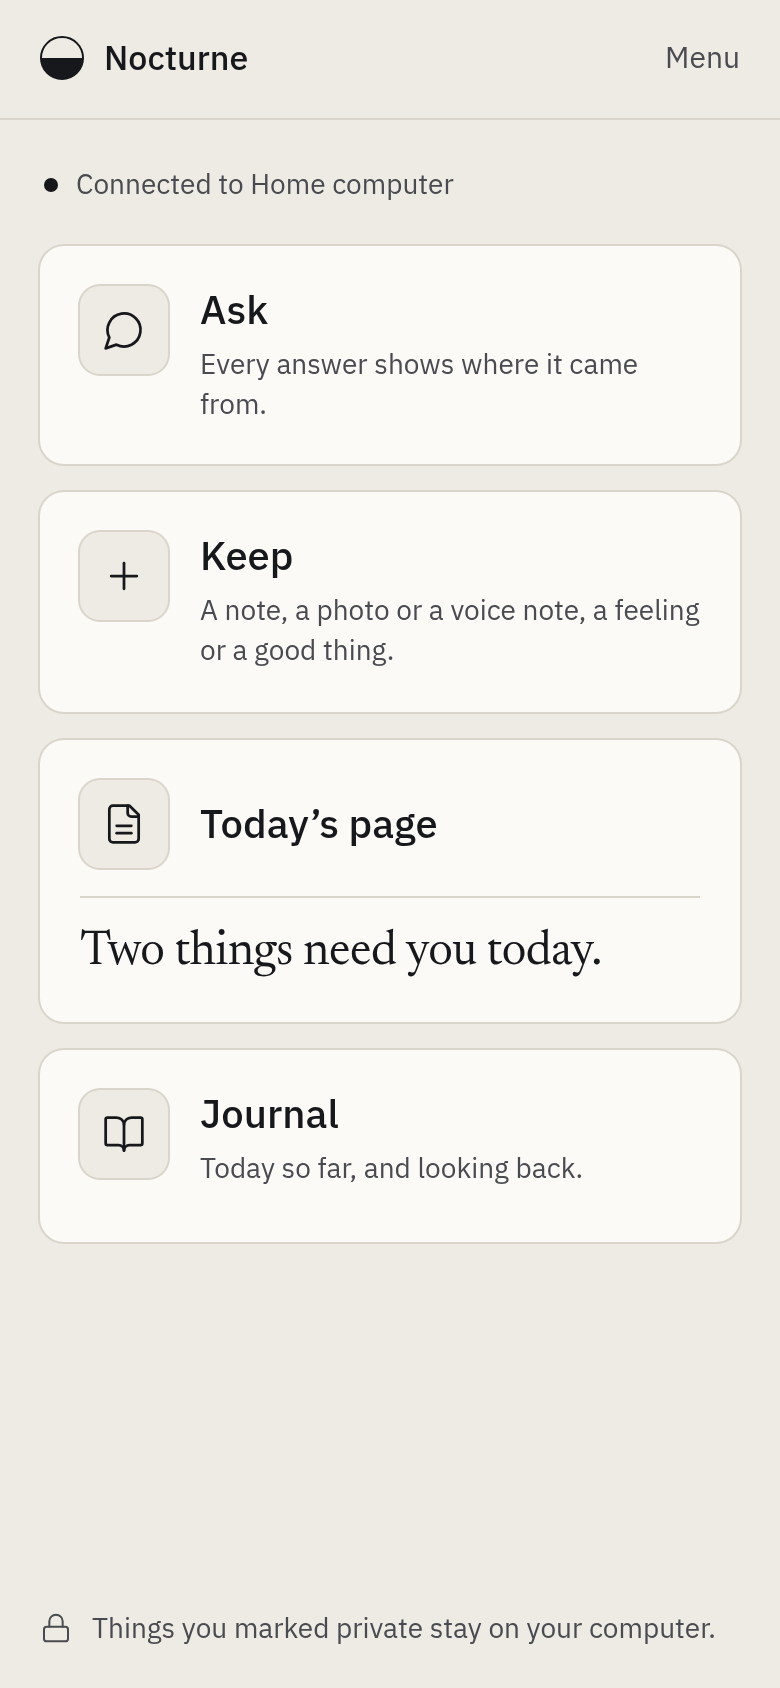 Nocturne
Menu
Connected to Home computer
Ask
Every answer shows where it came
from.
Keep
A note, a photo or a voice note, a feeling
or a good thing.
Today’s page
Two things need you today.
Journal
Today so far, and looking back.
Things you marked private stay on your computer.